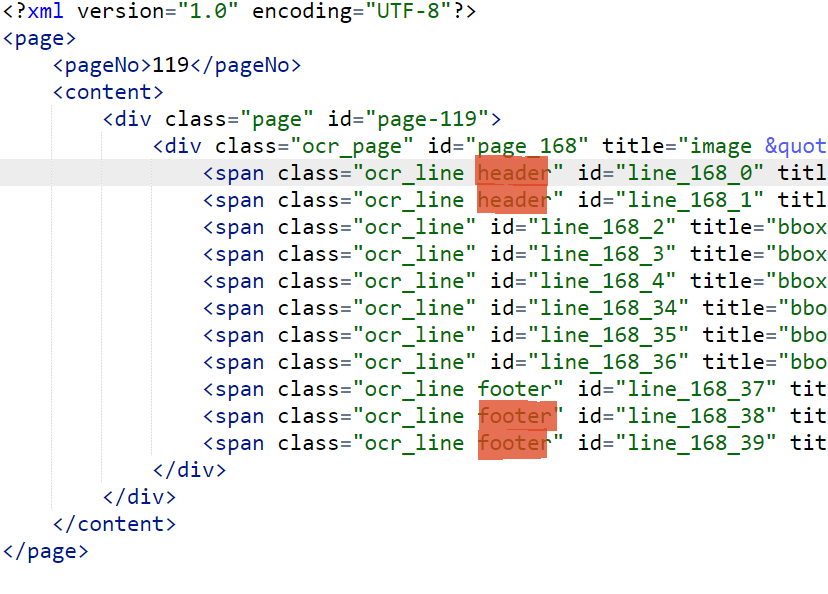 <?xml version="1.0" encoding="UTF-8"?>
<page>
<pageNo>119</pageNo>
<content>
<div class="page" id="page-119">
<div class="ocr_page" id="page_168" title="image &quot
<span class="ocr_line header" id="line_168_0" titl
<span class="ocr_line header" id="line_168_1" titl
<span class="ocr_line" id="line_168_2" title="bbox
<span class="ocr_line" id="line_168_3" title="bbox
<span class="ocr_line" id="line_168_4" title="bbox
<span class="ocr_line" id="line_168_34" title="bbo
<span class="ocr_line" id="line_168_35" title="bbo
<span class="ocr_line" id="line_168_36" title="bbo
<span class="ocr_line footer" id="line_168_37" tit
<span class="ocr_line footer" id="line_168_38" tit
<span class="ocr_line footer" id="line_168_39" tit
</div>
</div>
</content>
</page>